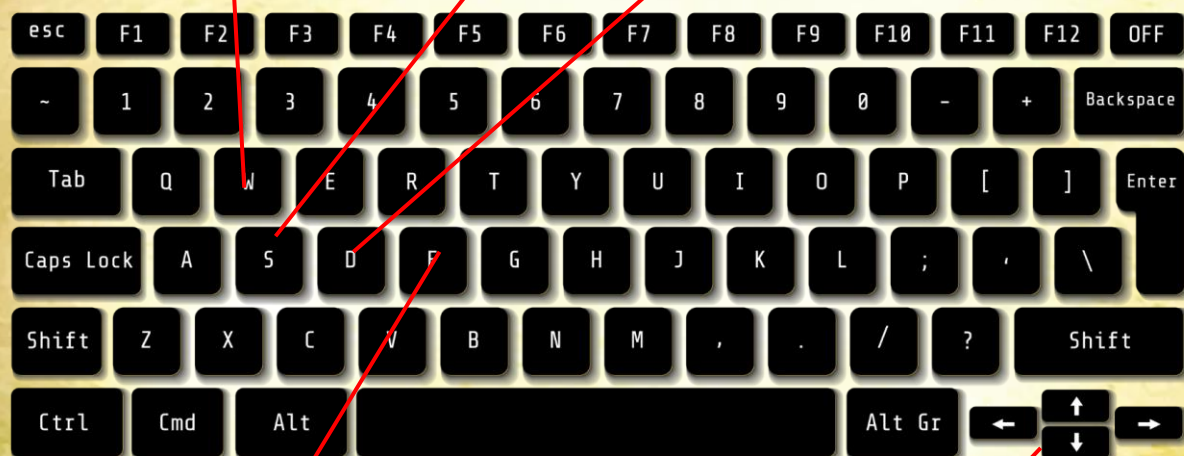 esc F1 F2 F3 F4 F5 F6 F7 F8 F9 F10 F11 F12 OFF
~ 1 2 3 4 5 6 7 8 9 0 - + Backspace
Tab Q W E R T Y U I O P [ ] Enter
Caps Lock A S D F G H J K L ; ‘ \
Shift Z X C V B N M , . / ? Shift
Ctrl Cmd Alt Alt Gr ← ↑ ↓ →